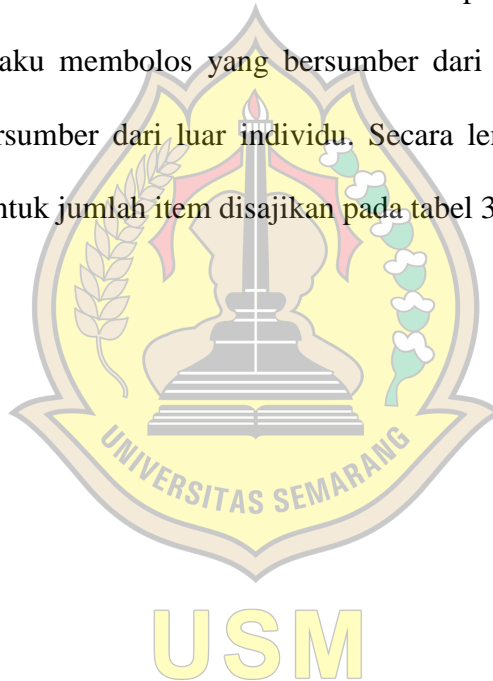 aku membolos yang bersumber dari
rsumber dari luar individu. Secara
ntuk jumlah item disajikan pada tabel 3
UNIVERSITAS SEMARANG
USM